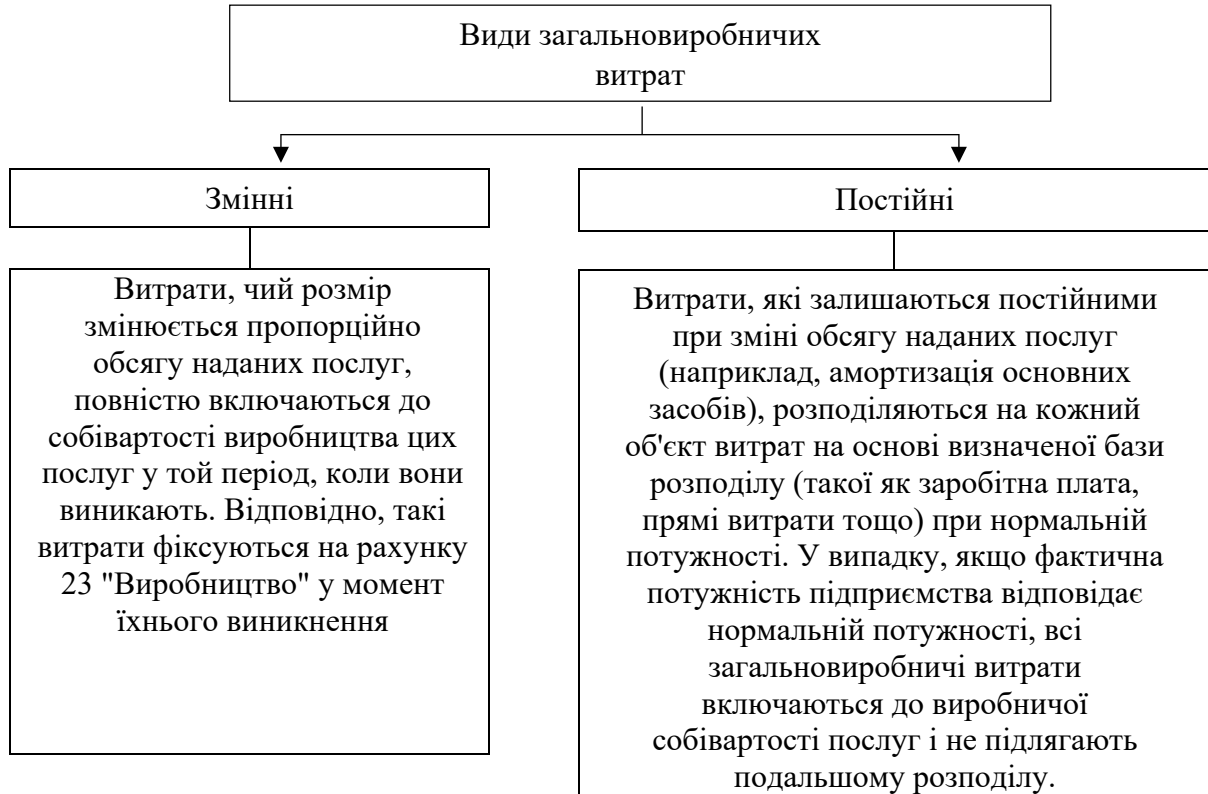 Види загальновиробничих
витрат
Змінні
Постійні
Витрати, чий розмір
змінюється пропорційно
обсягу наданих послуг,
повністю включаються до
собівартості виробництва цих
послуг у той період, коли вони
виникають. Відповідно, такі
витрати фіксуються на рахунку
23 "Виробництво" у момент
їхнього виникнення
Витрати, які залишаються постійними
при зміні обсягу наданих послуг
(наприклад, амортизація основних
засобів), розподіляються на кожний
об'єкт витрат на основі визначеної бази
розподілу (такої як заробітна плата,
прямі витрати тощо) при нормальній
потужності. У випадку, якщо фактична
потужність підприємства відповідає
нормальній потужності, всі
загальновиробничі витрати
включаються до виробничої
собівартості послуг і не підлягають
подальшому розподілу.